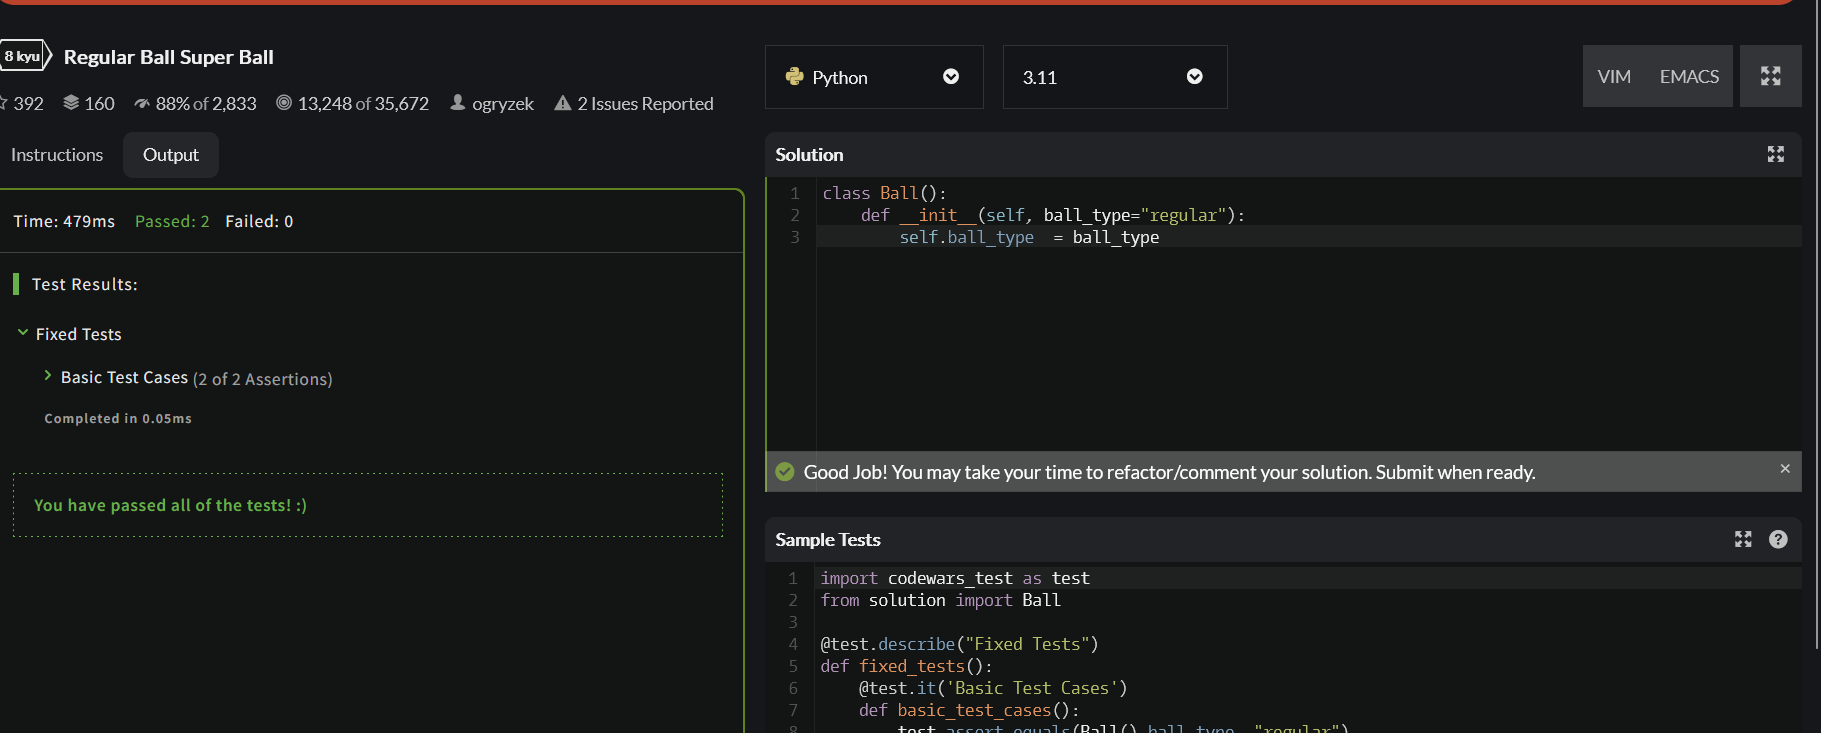 8 kyu Regular Ball Super Ball
392 160 88% of 2,833 13,248 of 35,672 ogryzek 2 Issues Reported
Instructions Output
Time: 479ms Passed: 2 Failed: 0
Test Results:
Fixed Tests
Basic Test Cases (2 of 2 Assertions)
Completed in 0.05ms
You have passed all of the tests! :)
Python 3.11 VIM EMACS
Solution
1 class Ball():
2 def __init__(self, ball_type="regular"):
3 self.ball_type  = ball_type
Good Job! You may take your time to refactor/comment your solution. Submit when ready.
Sample Tests
1 import codewars_test as test
2 from solution import Ball
3
4 @test.describe("Fixed Tests")
5 def fixed_tests():
6 @test.it('Basic Test Cases')
7 def basic_test_cases():
8 test.assert_equals(Ball().ball_type, "regular")